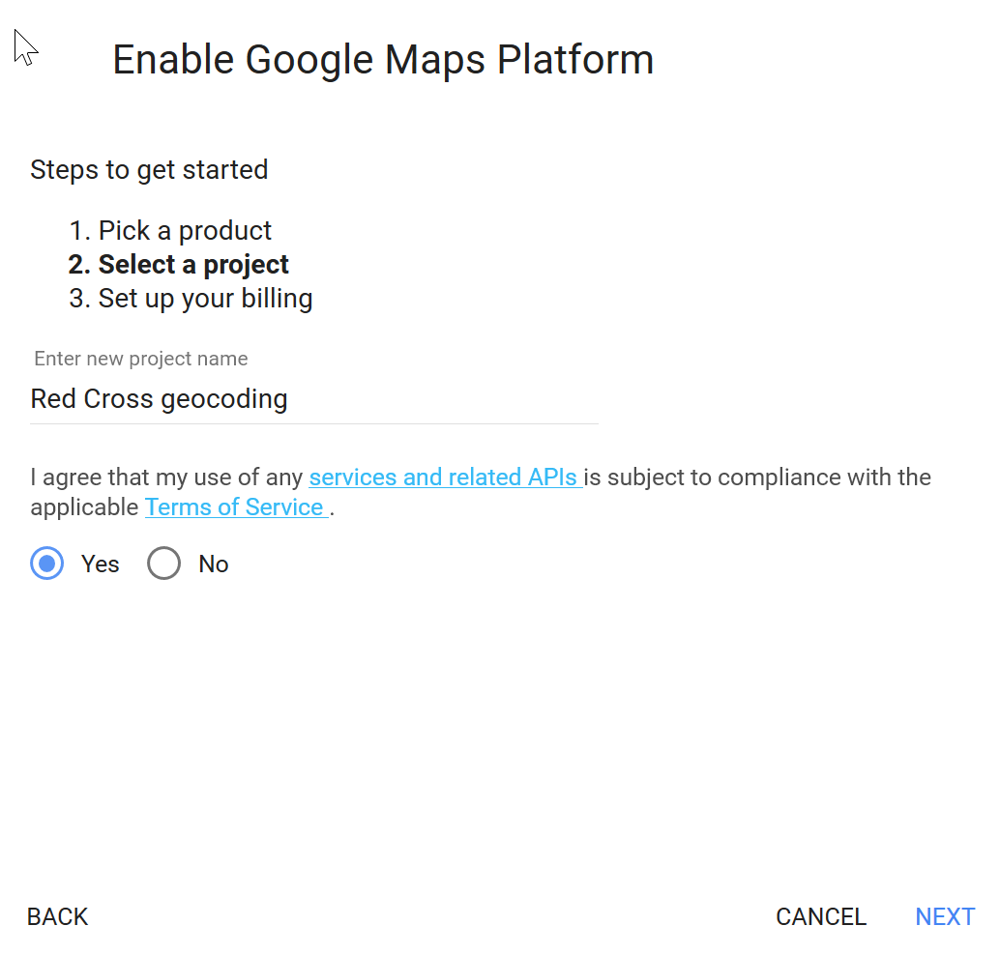 Enable Google Maps Platform
Steps to get started
1. Pick a product
2. Select a project
3. Set up your billing
Enter new project name
Red Cross geocoding
I agree that my use of any services and related APIs is subject to compliance with the
applicable Terms of Service .
Yes No
BACK CANCEL NEXT